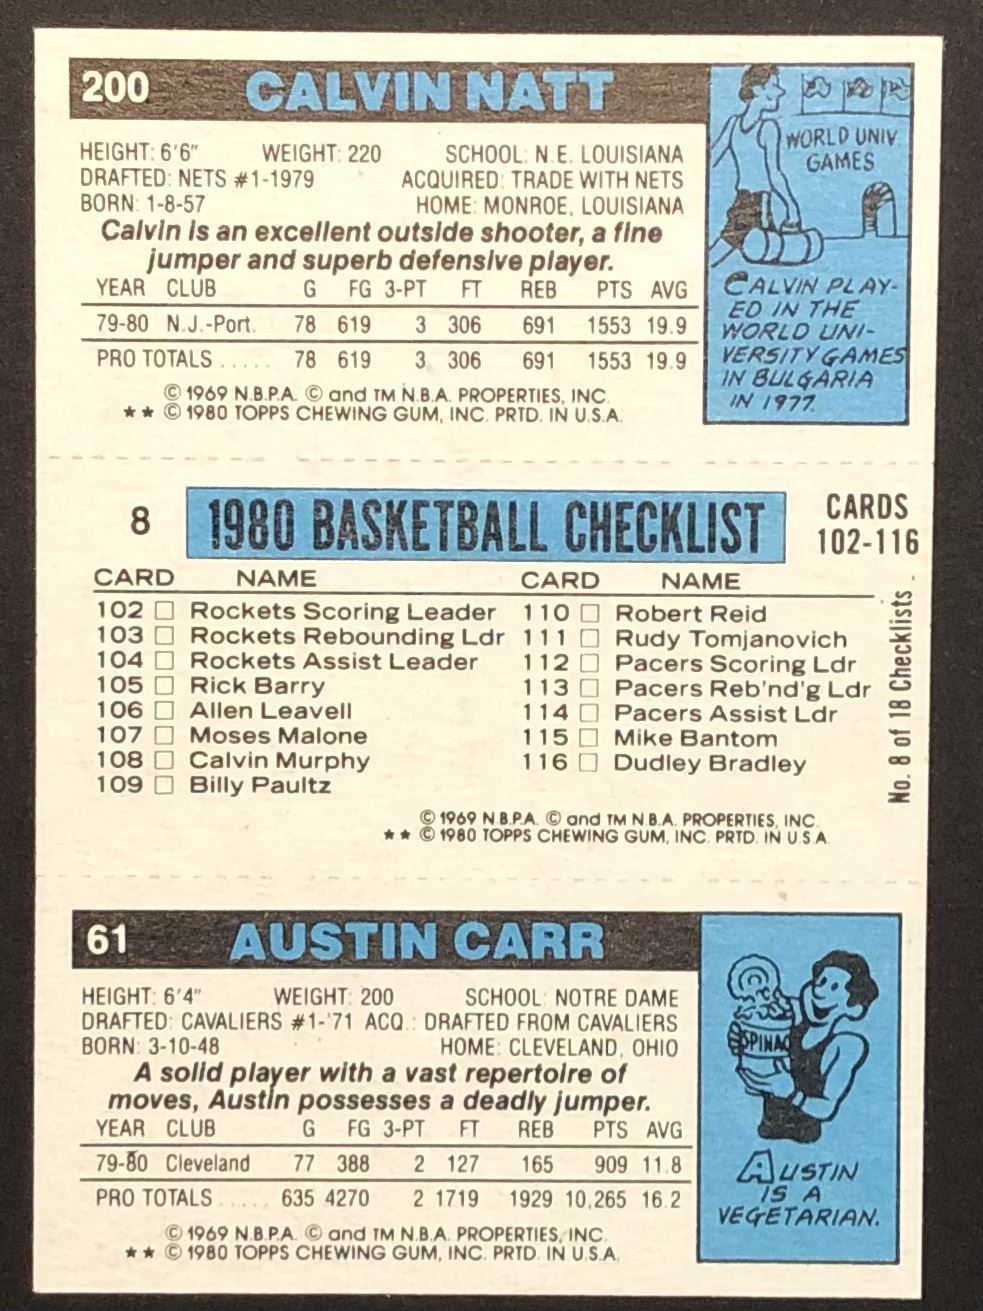 200 CALVIN NATT
HEIGHT: 6'6" WEIGHT: 220 SCHOOL: N.E. LOUISIANA
DRAFTED: NETS #1-1979 ACQUIRED: TRADE WITH NETS
BORN: 1-8-57 HOME: MONROE, LOUISIANA
Calvin is an excellent outside shooter, a fine
jumper and superb defensive player.
YEAR CLUB G FG 3-PT FT REB PTS AVG
79-80 N.J.-Port. 78 619 3 306 691 1553 19.9
PRO TOTALS ..... 78 619 3 306 691 1553 19.9
© 1969 N.B.P.A. © and TM N.B.A. PROPERTIES, INC.
** © 1980 TOPPS CHEWING GUM, INC. PRTD. IN U.S.A.
WORLD UNIV
GAMES
CALVIN PLAY-
ED IN THE
WORLD UNI-
VERSITY GAMES
IN BULGARIA
IN 1977.
8 1980 BASKETBALL CHECKLIST CARDS
102-116
CARD NAME CARD NAME
102 □ Rockets Scoring Leader 110 □ Robert Reid
103 □ Rockets Rebounding Ldr 111 □ Rudy Tomjanovich
104 □ Rockets Assist Leader 112 □ Pacers Scoring Ldr
105 □ Rick Barry 113 □ Pacers Reb'nd'g Ldr
106 □ Allen Leavell 114 □ Pacers Assist Ldr
107 □ Moses Malone 115 □ Mike Bantom
108 □ Calvin Murphy 116 □ Dudley Bradley
109 □ Billy Paultz
No. 8 of 18 Checklists
© 1969 N.B.P.A. © and TM N.B.A. PROPERTIES, INC.
** © 1980 TOPPS CHEWING GUM, INC. PRTD. IN U.S.A.
61 AUSTIN CARR
HEIGHT: 6'4" WEIGHT: 200 SCHOOL: NOTRE DAME
DRAFTED: CAVALIERS #1-'71 ACQ.: DRAFTED FROM CAVALIERS
BORN: 3-10-48 HOME: CLEVELAND, OHIO
A solid player with a vast repertoire of
moves, Austin possesses a deadly jumper.
YEAR CLUB G FG 3-PT FT REB PTS AVG
79-80 Cleveland 77 388 2 127 165 909 11.8
PRO TOTALS ..... 635 4270 2 1719 1929 10,265 16.2
© 1969 N.B.P.A. © and TM N.B.A. PROPERTIES, INC.
** © 1980 TOPPS CHEWING GUM, INC. PRTD. IN U.S.A.
SPINAC
AUSTIN
IS A
VEGETARIAN.